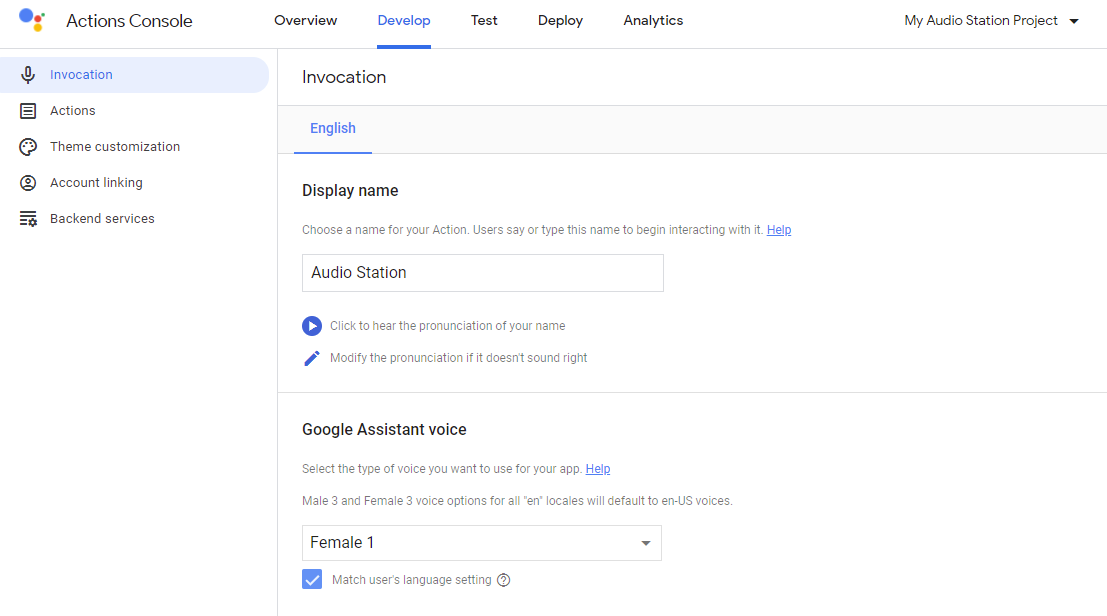 Actions Console
Overview
Develop
Test
Deploy
Analytics
My Audio Station Project
Invocation
Actions
Theme customization
Account linking
Backend services
Invocation
English
Display name
Choose a name for your Action. Users say or type this name to begin interacting with it. Help
Audio Station
Click to hear the pronunciation of your name
Modify the pronunciation if it doesn't sound right
Google Assistant voice
Select the type of voice you want to use for your app. Help
Male 3 and Female 3 voice options for all "en" locales will default to en-US voices.
Female 1
Match user's language setting